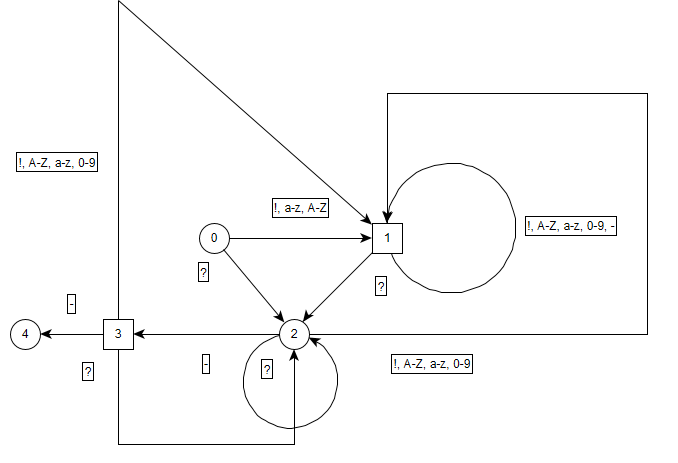 !, A-Z, a-z, 0-9
!, a-z, A-Z
!, A-Z, a-z, 0-9, -
0
1
?
?
-
4
3
2
?
-
?
!, A-Z, a-z, 0-9